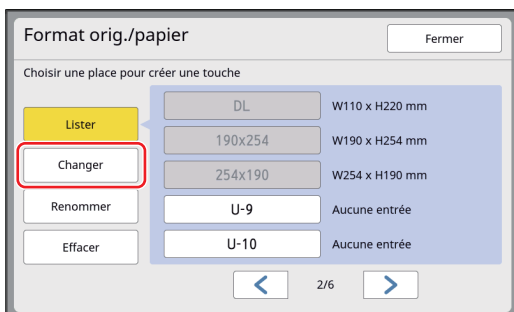 Format orig./papier
Fermer
Choisir une place pour créer une touche
Lister
Changer
Renommer
Effacer
DL W110 x H220 mm
190x254 W190 x H254 mm
254x190 W254 x H190 mm
U-9 Aucune entrée
U-10 Aucune entrée
2/6